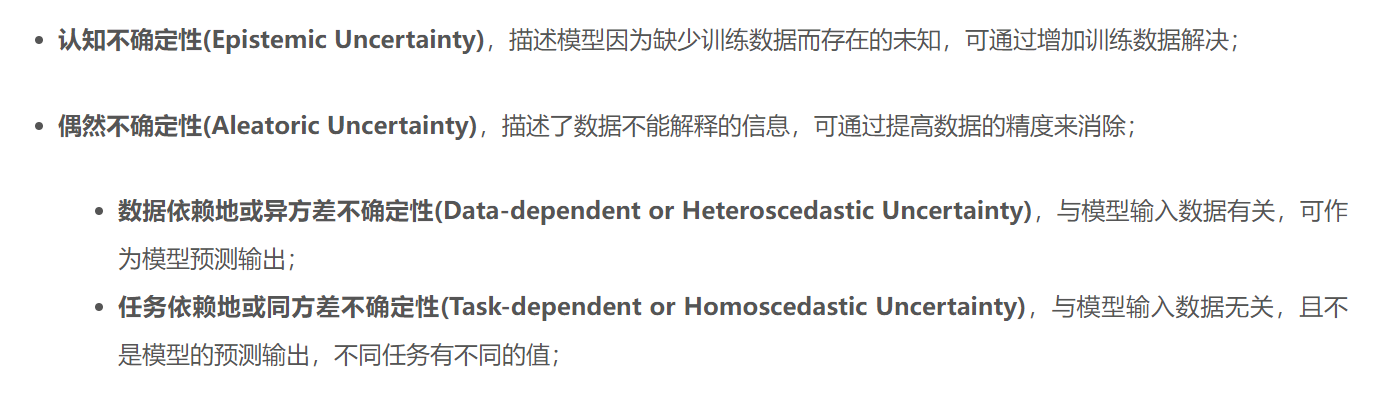 认知不确定性(Epistemic Uncertainty)，描述模型因为缺少训练数据而存在的未知，可通过增加训练数据解决；
偶然不确定性(Aleatoric Uncertainty)，描述了数据不能解释的信息，可通过提高数据的精度来消除；
数据依赖地或异方差不确定性(Data-dependent or Heteroscedastic Uncertainty)，与模型输入数据有关，可作
为模型预测输出；
任务依赖地或同方差不确定性(Task-dependent or Homoscedastic Uncertainty)，与模型输入数据无关，且不
是模型的预测输出，不同任务有不同的值；